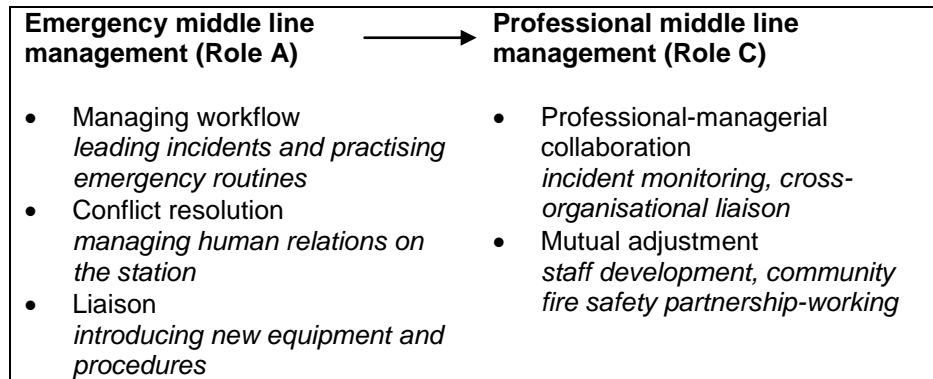 Emergency middle line
management (Role A)
• Managing workflow
leading incidents and practising
emergency routines
• Conflict resolution
managing human relations on
the station
• Liaison
introducing new equipment and
procedures
Professional middle line
management (Role C)
• Professional-managerial
collaboration
incident monitoring, cross-
organisational liaison
• Mutual adjustment
staff development, community
fire safety partnership-working